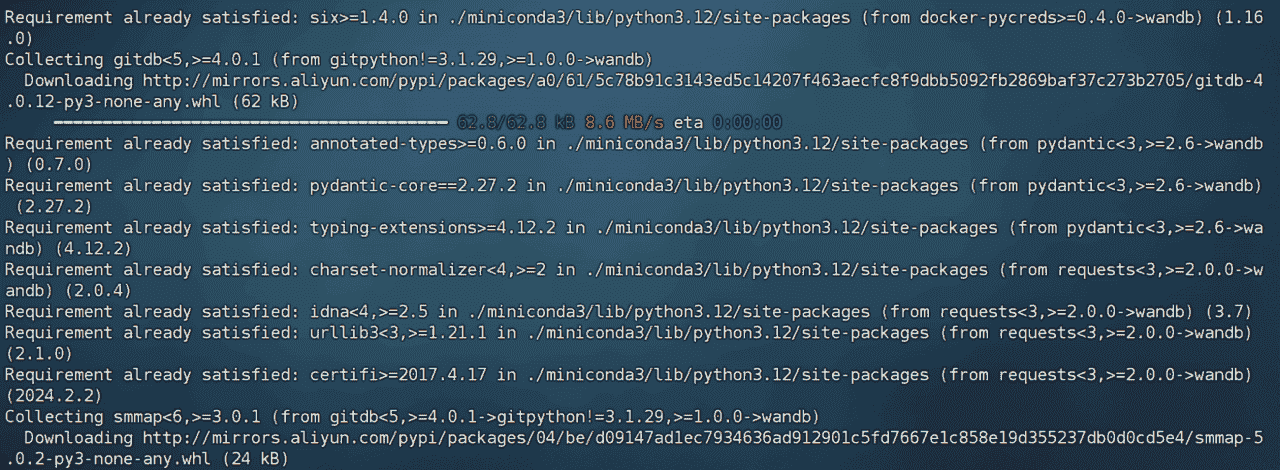 Requirement already satisfied: six>=1.4.0 in ./miniconda3/lib/python3.12/site-packages (from docker-pycreds>=0.4.0->wandb) (1.16
.0)
Collecting gitdb<5,>=4.0.1 (from gitpython!=3.1.29,>=1.0.0->wandb)
  Downloading http://mirrors.aliyun.com/pypi/packages/a0/61/5c78b91c3143ed5c14207f463aecfc8f9dbb5092fb2869baf37c273b2705/gitdb-4
.0.12-py3-none-any.whl (62 kB)
     ━━━━━━━━━━━━━━━━━━━━━━━━━━━━━━━━━━━━━━━━ 62.8/62.8 kB 8.6 MB/s eta 0:00:00
Requirement already satisfied: annotated-types>=0.6.0 in ./miniconda3/lib/python3.12/site-packages (from pydantic<3,>=2.6->wandb
) (0.7.0)
Requirement already satisfied: pydantic-core==2.27.2 in ./miniconda3/lib/python3.12/site-packages (from pydantic<3,>=2.6->wandb)
 (2.27.2)
Requirement already satisfied: typing-extensions>=4.12.2 in ./miniconda3/lib/python3.12/site-packages (from pydantic<3,>=2.6->wa
ndb) (4.12.2)
Requirement already satisfied: charset-normalizer<4,>=2 in ./miniconda3/lib/python3.12/site-packages (from requests<3,>=2.0.0->w
andb) (2.0.4)
Requirement already satisfied: idna<4,>=2.5 in ./miniconda3/lib/python3.12/site-packages (from requests<3,>=2.0.0->wandb) (3.7)
Requirement already satisfied: urllib3<3,>=1.21.1 in ./miniconda3/lib/python3.12/site-packages (from requests<3,>=2.0.0->wandb)
(2.1.0)
Requirement already satisfied: certifi>=2017.4.17 in ./miniconda3/lib/python3.12/site-packages (from requests<3,>=2.0.0->wandb)
(2024.2.2)
Collecting smmap<6,>=3.0.1 (from gitdb<5,>=4.0.1->gitpython!=3.1.29,>=1.0.0->wandb)
  Downloading http://mirrors.aliyun.com/pypi/packages/04/be/d09147ad1ec7934636ad912901c5fd7667e1c858e19d355237db0d0cd5e4/smmap-5
.0.2-py3-none-any.whl (24 kB)